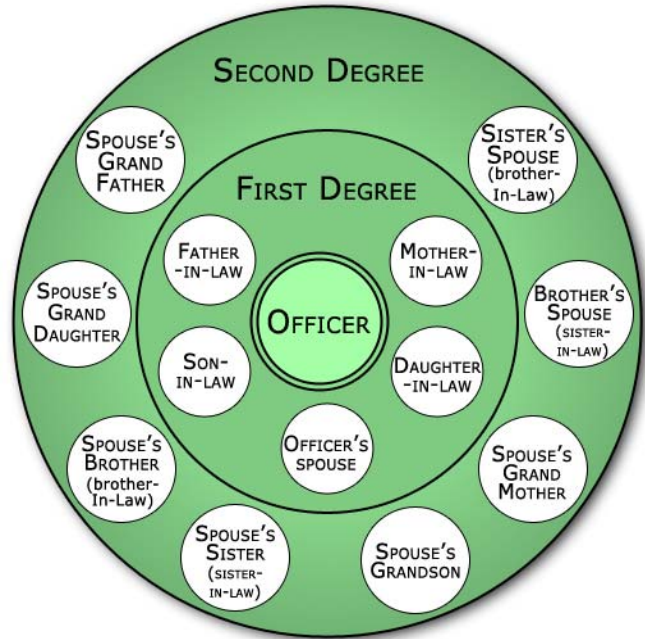 SECOND DEGREE
SPOUSE'S
GRAND
FATHER
SISTER'S
SPOUSE
(brother-
In-Law)
FIRST DEGREE
FATHER
-IN-LAW
MOTHER-
IN-LAW
SPOUSE'S
GRAND
DAUGHTER
OFFICER
BROTHER'S
SPOUSE
(SISTER-
IN-LAW)
SON-
IN-LAW
DAUGHTER
-IN-LAW
OFFICER'S
SPOUSE
SPOUSE'S
BROTHER
(brother-
In-Law)
SPOUSE'S
GRAND
MOTHER
SPOUSE'S
SISTER
(SISTER-
IN-LAW)
SPOUSE'S
GRANDSON